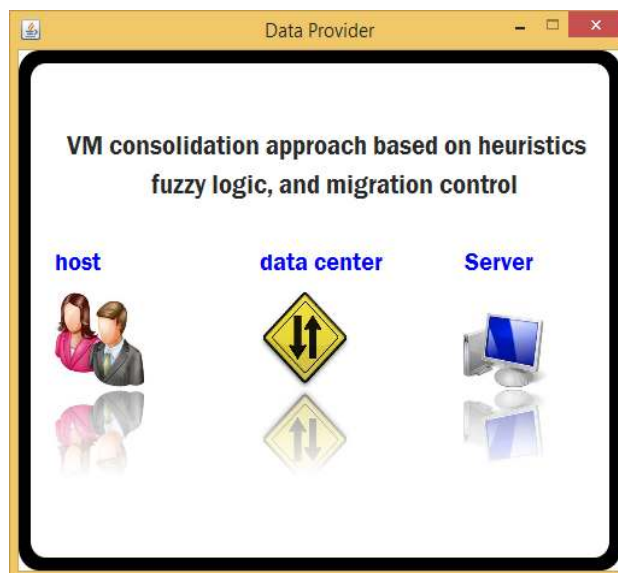 Data Provider
VM consolidation approach based on heuristics
fuzzy logic, and migration control
host data center Server